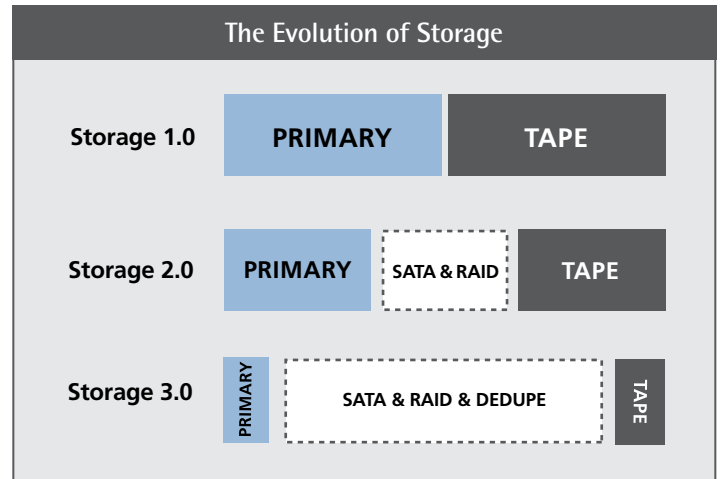 The Evolution of Storage
Storage 1.0
PRIMARY
TAPE
Storage 2.0
PRIMARY
SATA & RAID
TAPE
Storage 3.0
PRIMARY
SATA & RAID & DEDUPE
TAPE